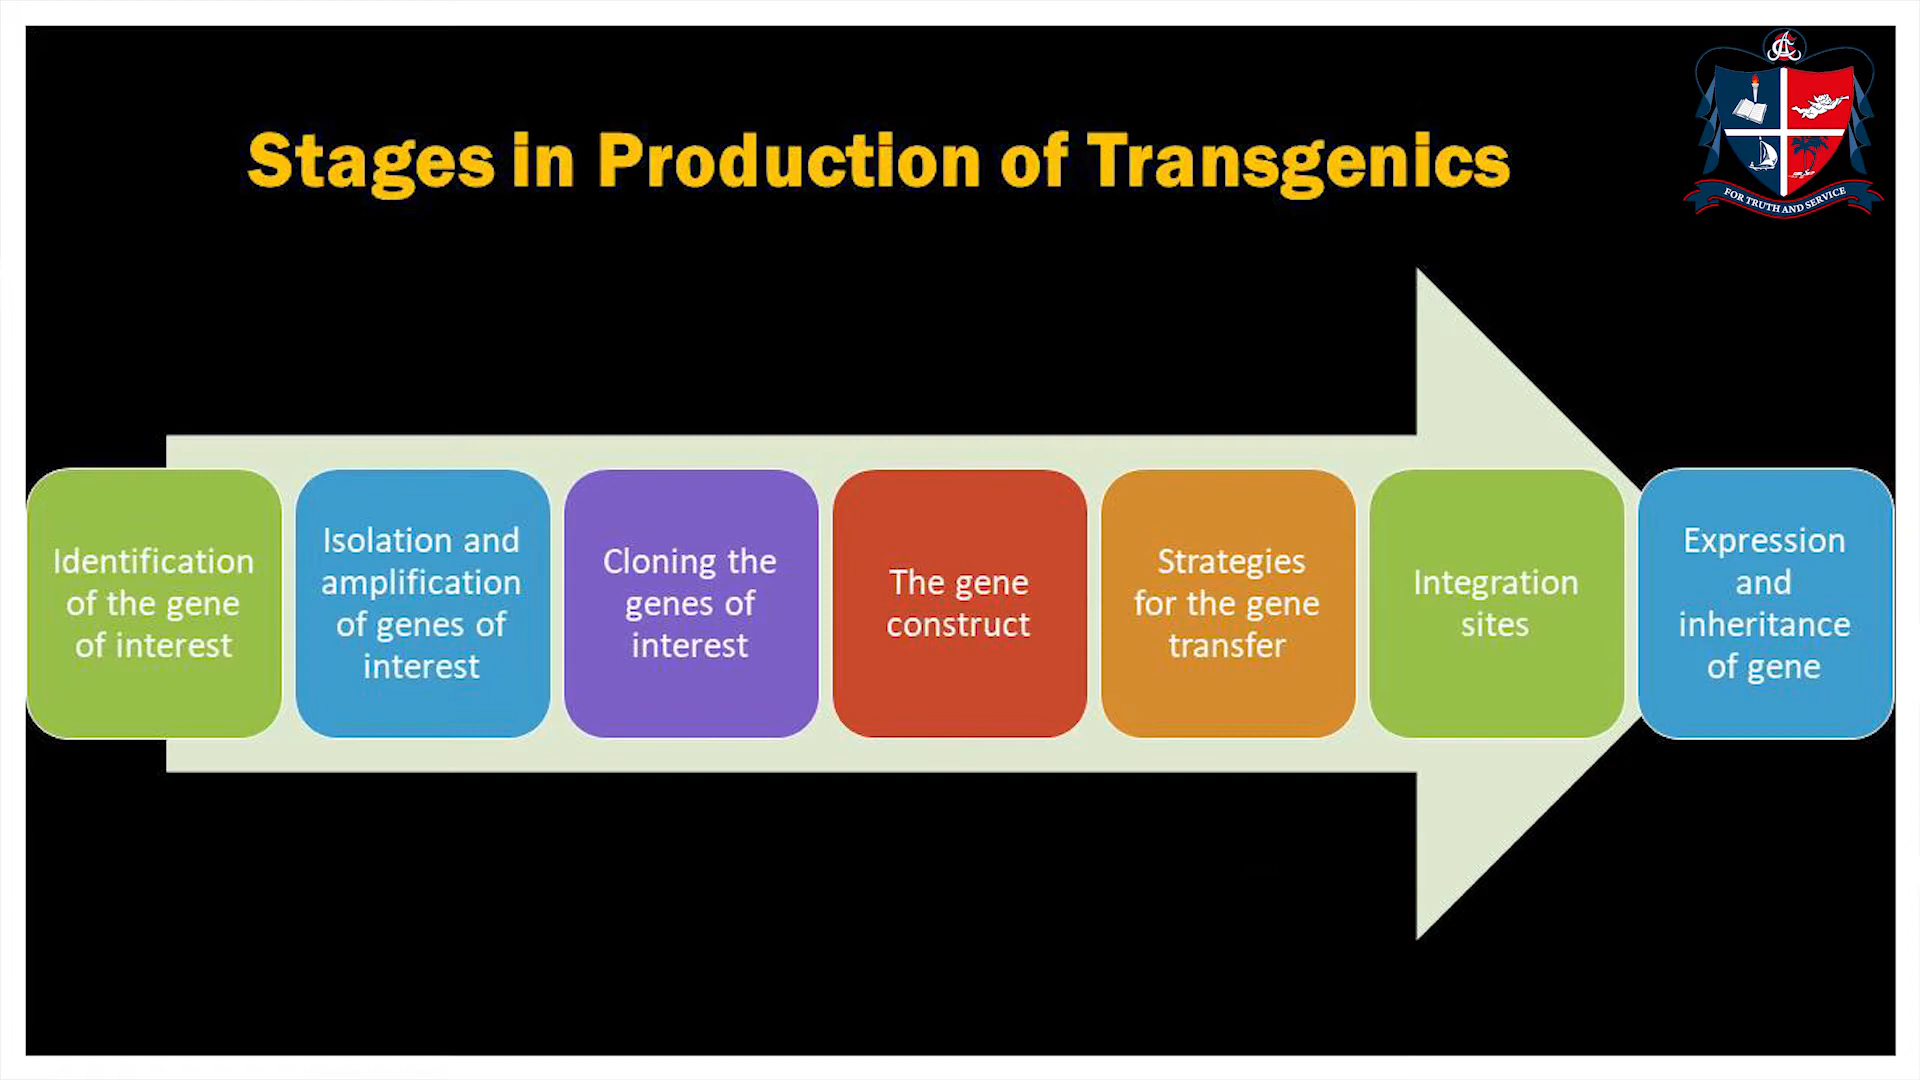 Stages in Production of Transgenics
FOR TRUTH AND SERVICE
Identification
of the gene
of interest
Isolation and
amplification
of genes of
interest
Cloning the
genes of
interest
The gene
construct
Strategies
for the gene
transfer
Integration
sites
Expression
and
inheritance
of gene